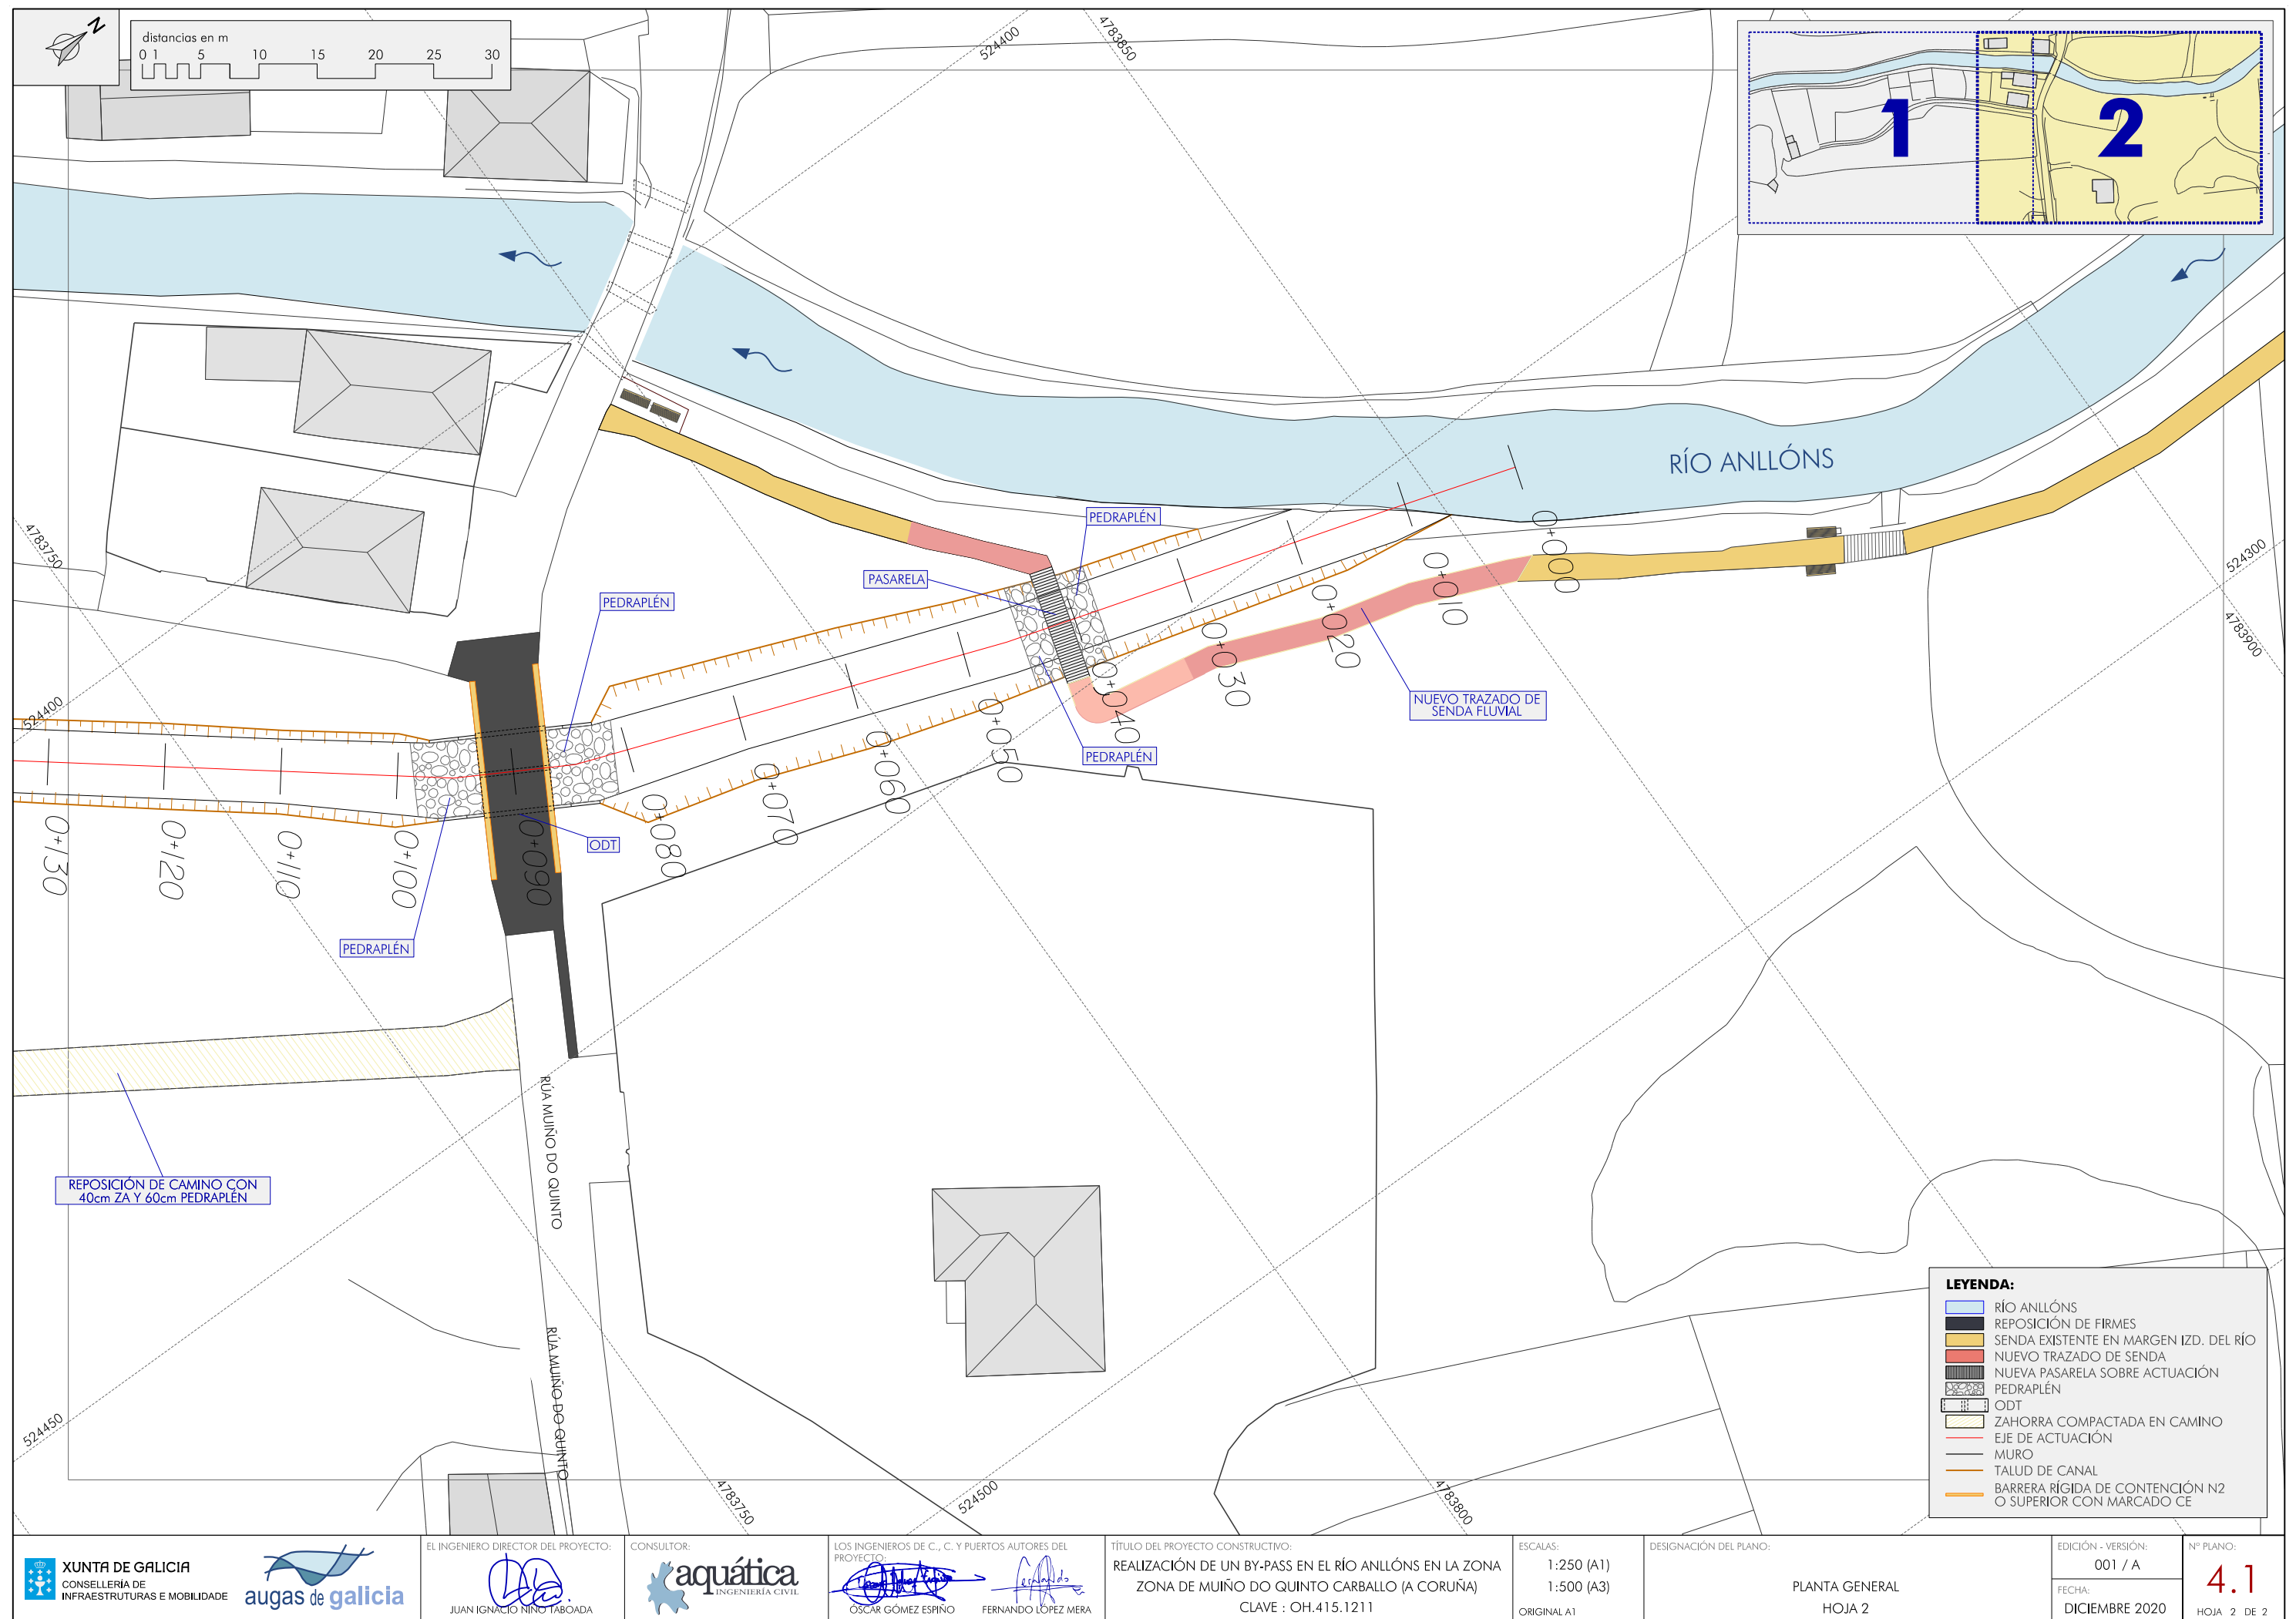 N
distancias en m
0 1 5 10 15 20 25 30
524400
4783850
1
2
RÍO ANLLÓNS
PEDRAPLÉN
PASARELA
PEDRAPLÉN
4783750
524300
4783900
524400
0+000
0+010
0+020
0+030
0+040
0+050
0+060
0+070
0+080
0+090
0+100
0+110
0+120
0+130
NUEVO TRAZADO DE
SENDA FLUVIAL
PEDRAPLÉN
ODT
PEDRAPLÉN
RÚA MUIÑO DO QUINTO
RÚA MUIÑO DO QUINTO
REPOSICIÓN DE CAMINO CON
40cm ZA Y 60cm PEDRAPLÉN
524450
4783750
524500
4783800
LEYENDA:
RÍO ANLLÓNS
REPOSICIÓN DE FIRMES
SENDA EXISTENTE EN MARGEN IZD. DEL RÍO
NUEVO TRAZADO DE SENDA
NUEVA PASARELA SOBRE ACTUACIÓN
PEDRAPLÉN
ODT
ZAHORRA COMPACTADA EN CAMINO
EJE DE ACTUACIÓN
MURO
TALUD DE CANAL
BARRERA RÍGIDA DE CONTENCIÓN N2
O SUPERIOR CON MARCADO CE
XUNTA DE GALICIA
CONSELLERÍA DE
INFRAESTRUTURAS E MOBILIDADE
augas de galicia
EL INGENIERO DIRECTOR DEL PROYECTO:
JUAN IGNACIO NIÑO TABOADA
CONSULTOR:
aquática
INGENIERÍA CIVIL
LOS INGENIEROS DE C., C. Y PUERTOS AUTORES DEL
PROYECTO:
ÓSCAR GÓMEZ ESPIÑO
FERNANDO LÓPEZ MERA
TÍTULO DEL PROYECTO CONSTRUCTIVO:
REALIZACIÓN DE UN BY-PASS EN EL RÍO ANLLÓNS EN LA ZONA
ZONA DE MUIÑO DO QUINTO CARBALLO (A CORUÑA)
CLAVE : OH.415.1211
ESCALAS:
1:250 (A1)
1:500 (A3)
ORIGINAL A1
DESIGNACIÓN DEL PLANO:
PLANTA GENERAL
HOJA 2
EDICIÓN - VERSIÓN:
001 / A
FECHA:
DICIEMBRE 2020
Nº PLANO:
4.1
HOJA 2 DE 2